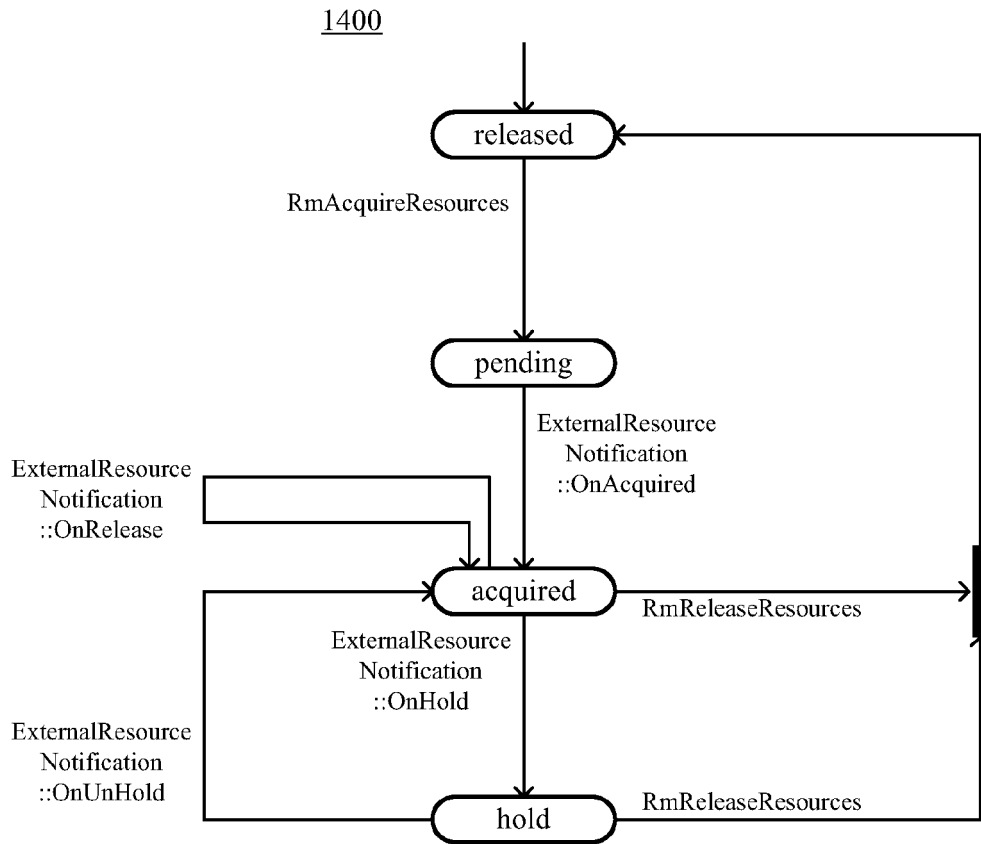 1400
released
RmAcquireResources
pending
ExternalResource
Notification
::OnAcquired
ExternalResource
Notification
::OnRelease
acquired
RmReleaseResources
ExternalResource
Notification
::OnHold
ExternalResource
Notification
::OnUnHold
RmReleaseResources
hold